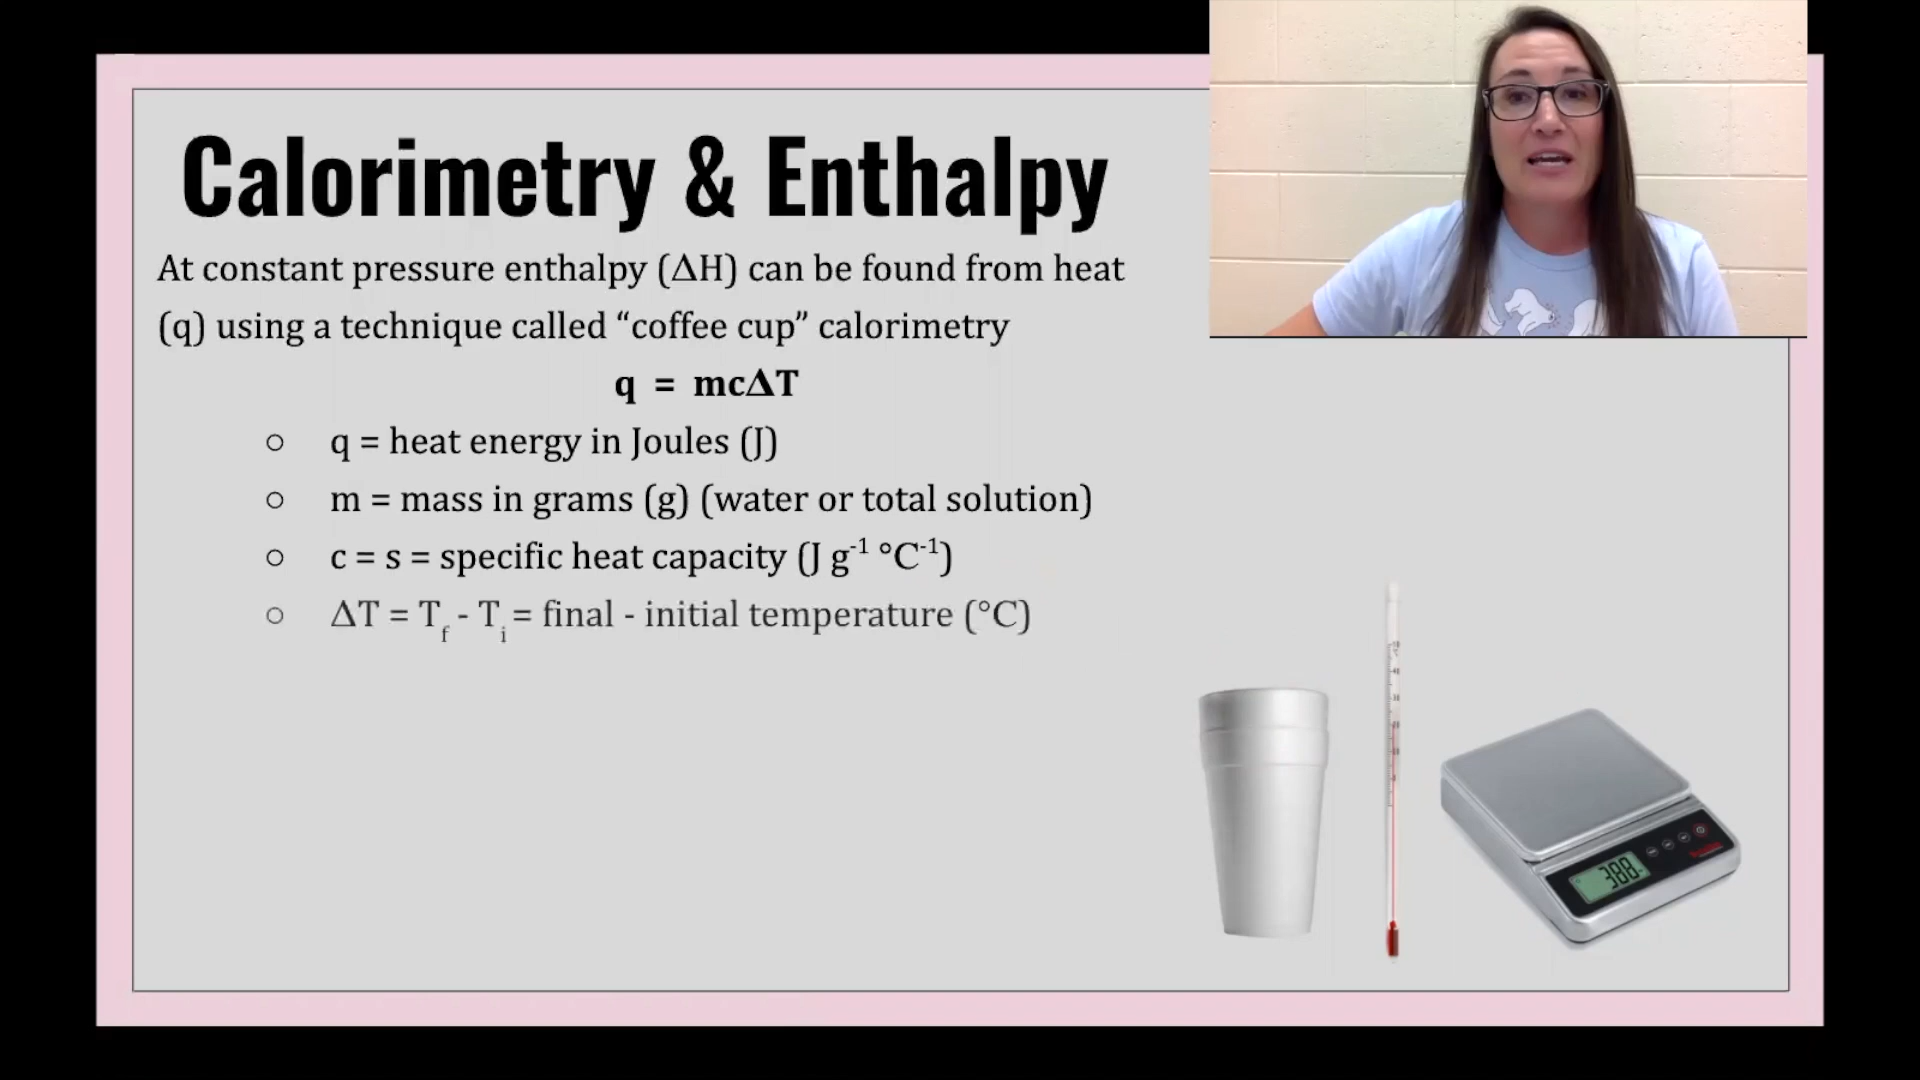 Calorimetry & Enthalpy
At constant pressure enthalpy (ΔH) can be found from heat
(q) using a technique called “coffee cup” calorimetry
q = mcΔT
○ q = heat energy in Joules (J)
○ m = mass in grams (g) (water or total solution)
○ c = s = specific heat capacity (J g⁻¹ °C⁻¹)
○ ΔT = T_f - T_i = final - initial temperature (°C)
388